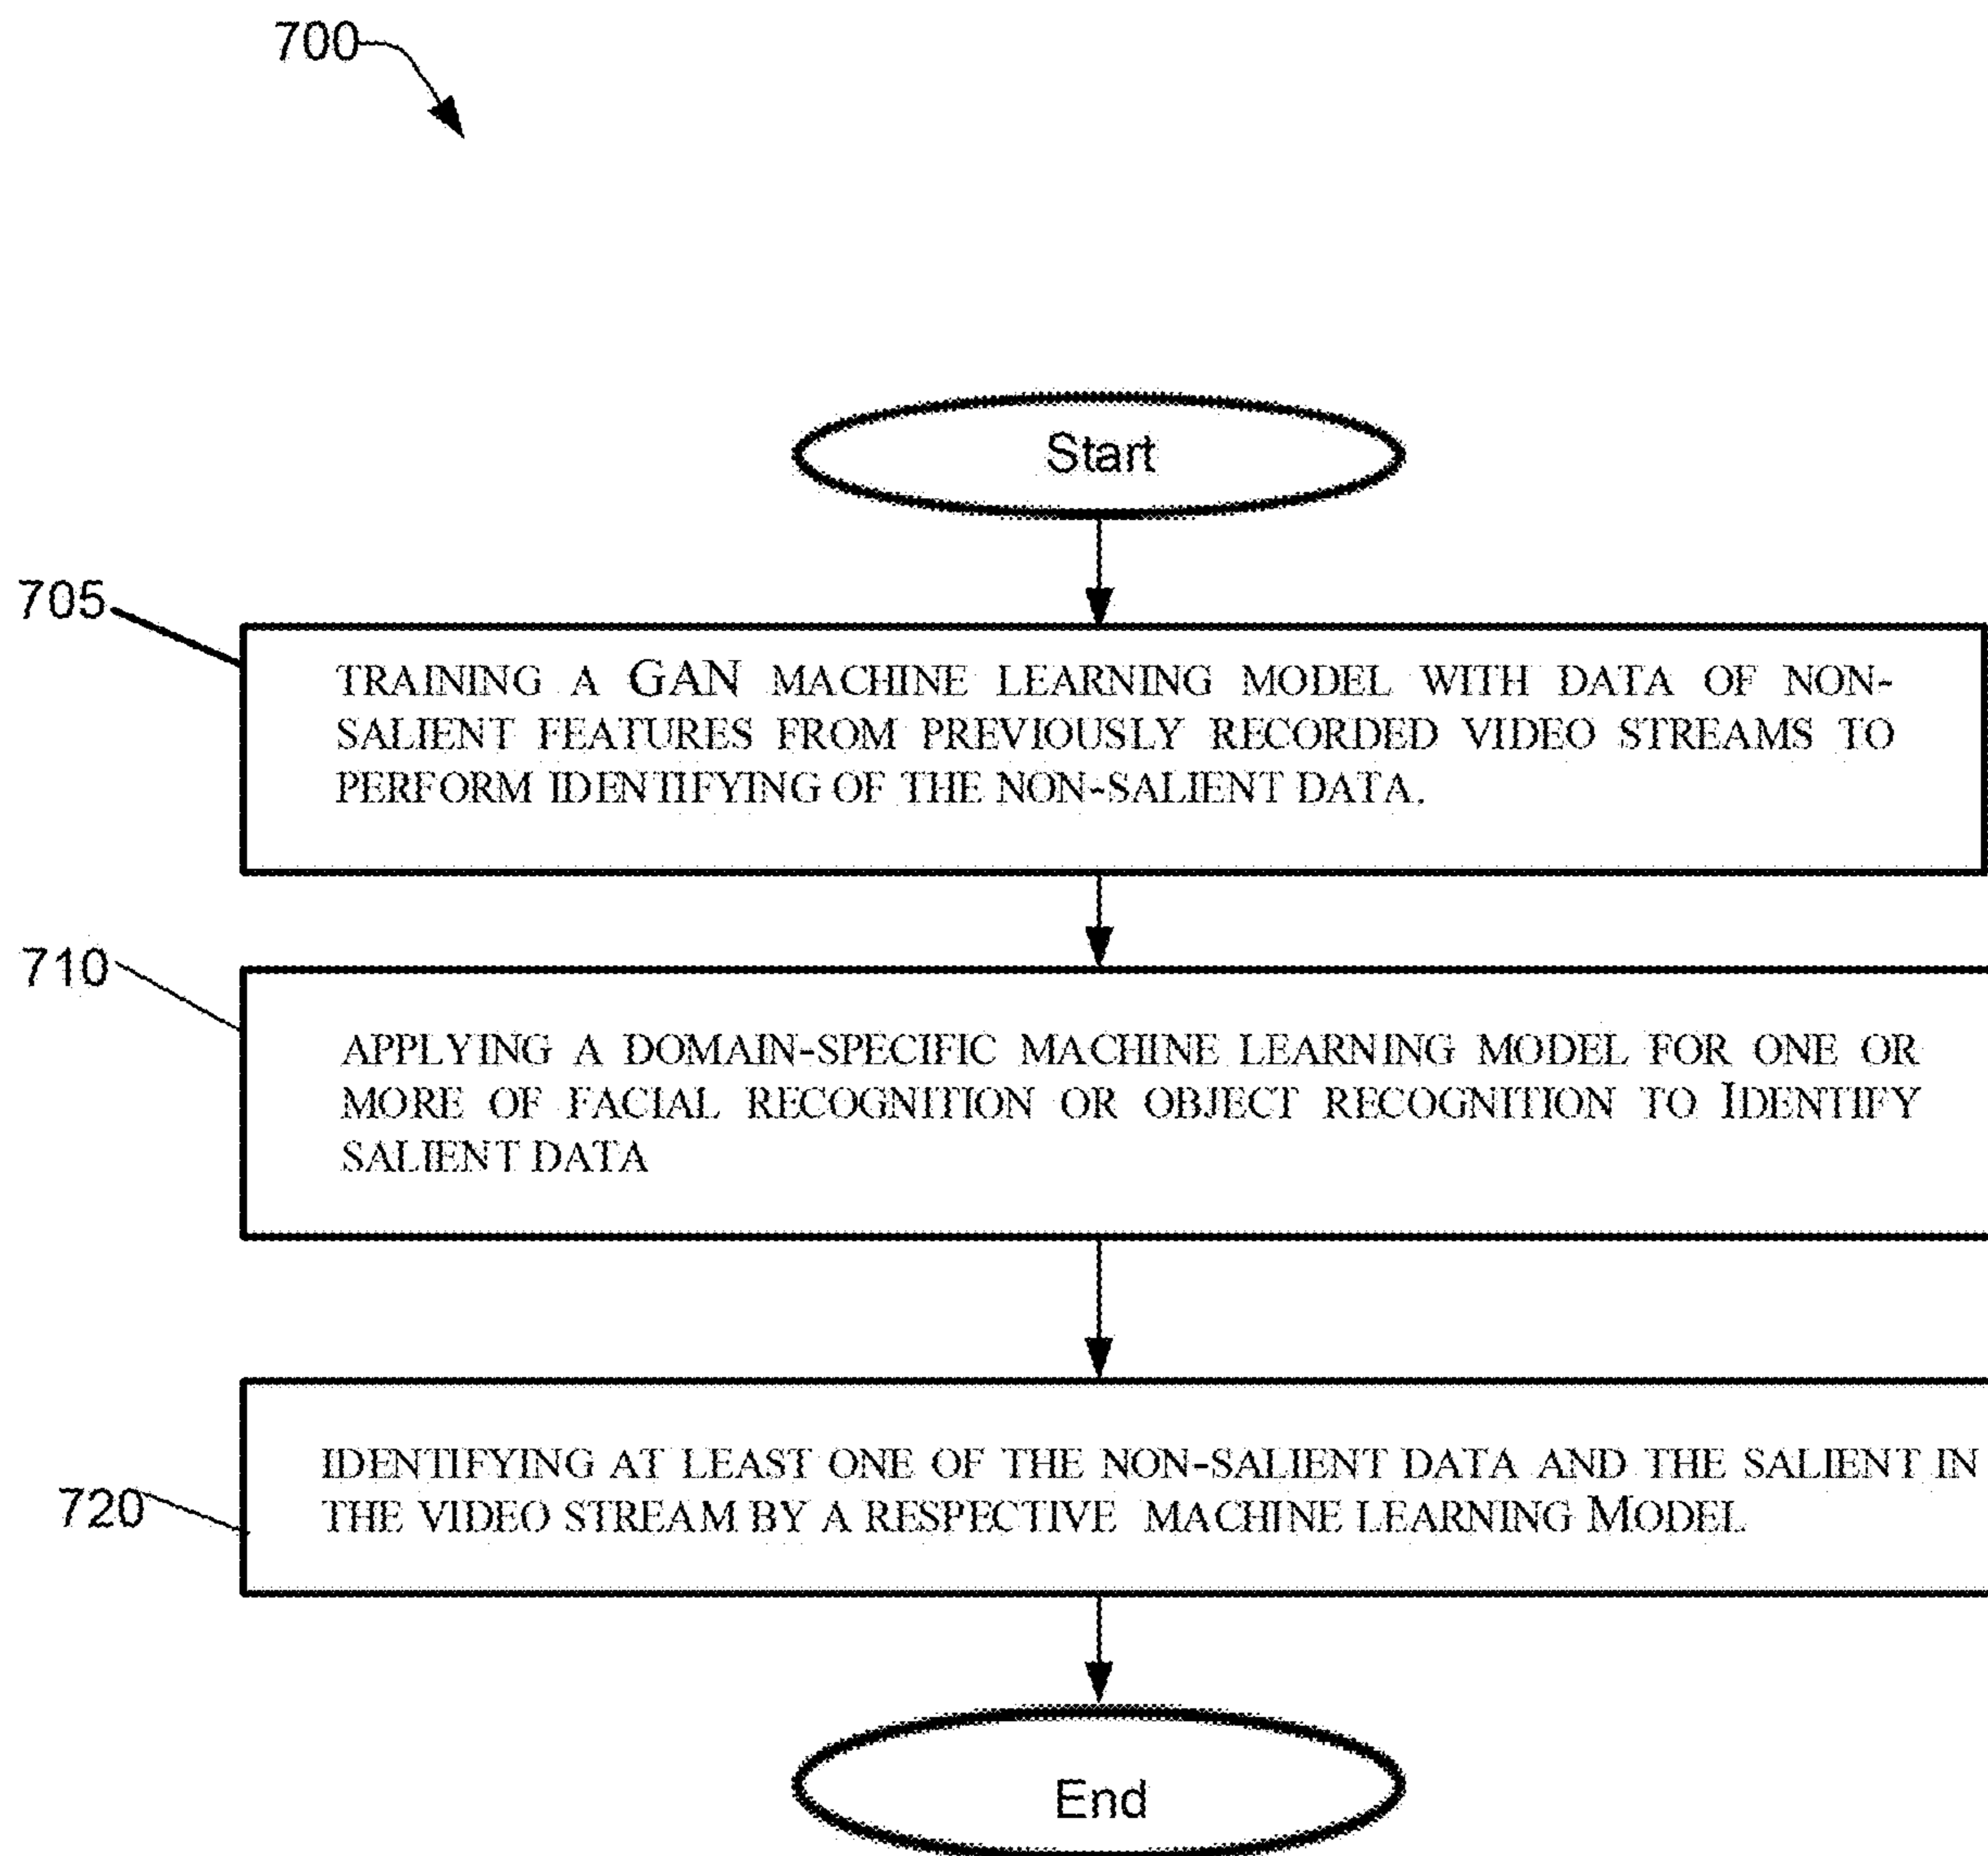 700
Start
705
TRAINING A GAN MACHINE LEARNING MODEL WITH DATA OF NON-
SALIENT FEATURES FROM PREVIOUSLY RECORDED VIDEO STREAMS TO
PERFORM IDENTIFYING OF THE NON-SALIENT DATA.
710
APPLYING A DOMAIN-SPECIFIC MACHINE LEARNING MODEL FOR ONE OR
MORE OF FACIAL RECOGNITION OR OBJECT RECOGNITION TO IDENTIFY
SALIENT DATA
720
IDENTIFYING AT LEAST ONE OF THE NON-SALIENT DATA AND THE SALIENT IN
THE VIDEO STREAM BY A RESPECTIVE MACHINE LEARNING MODEL
End